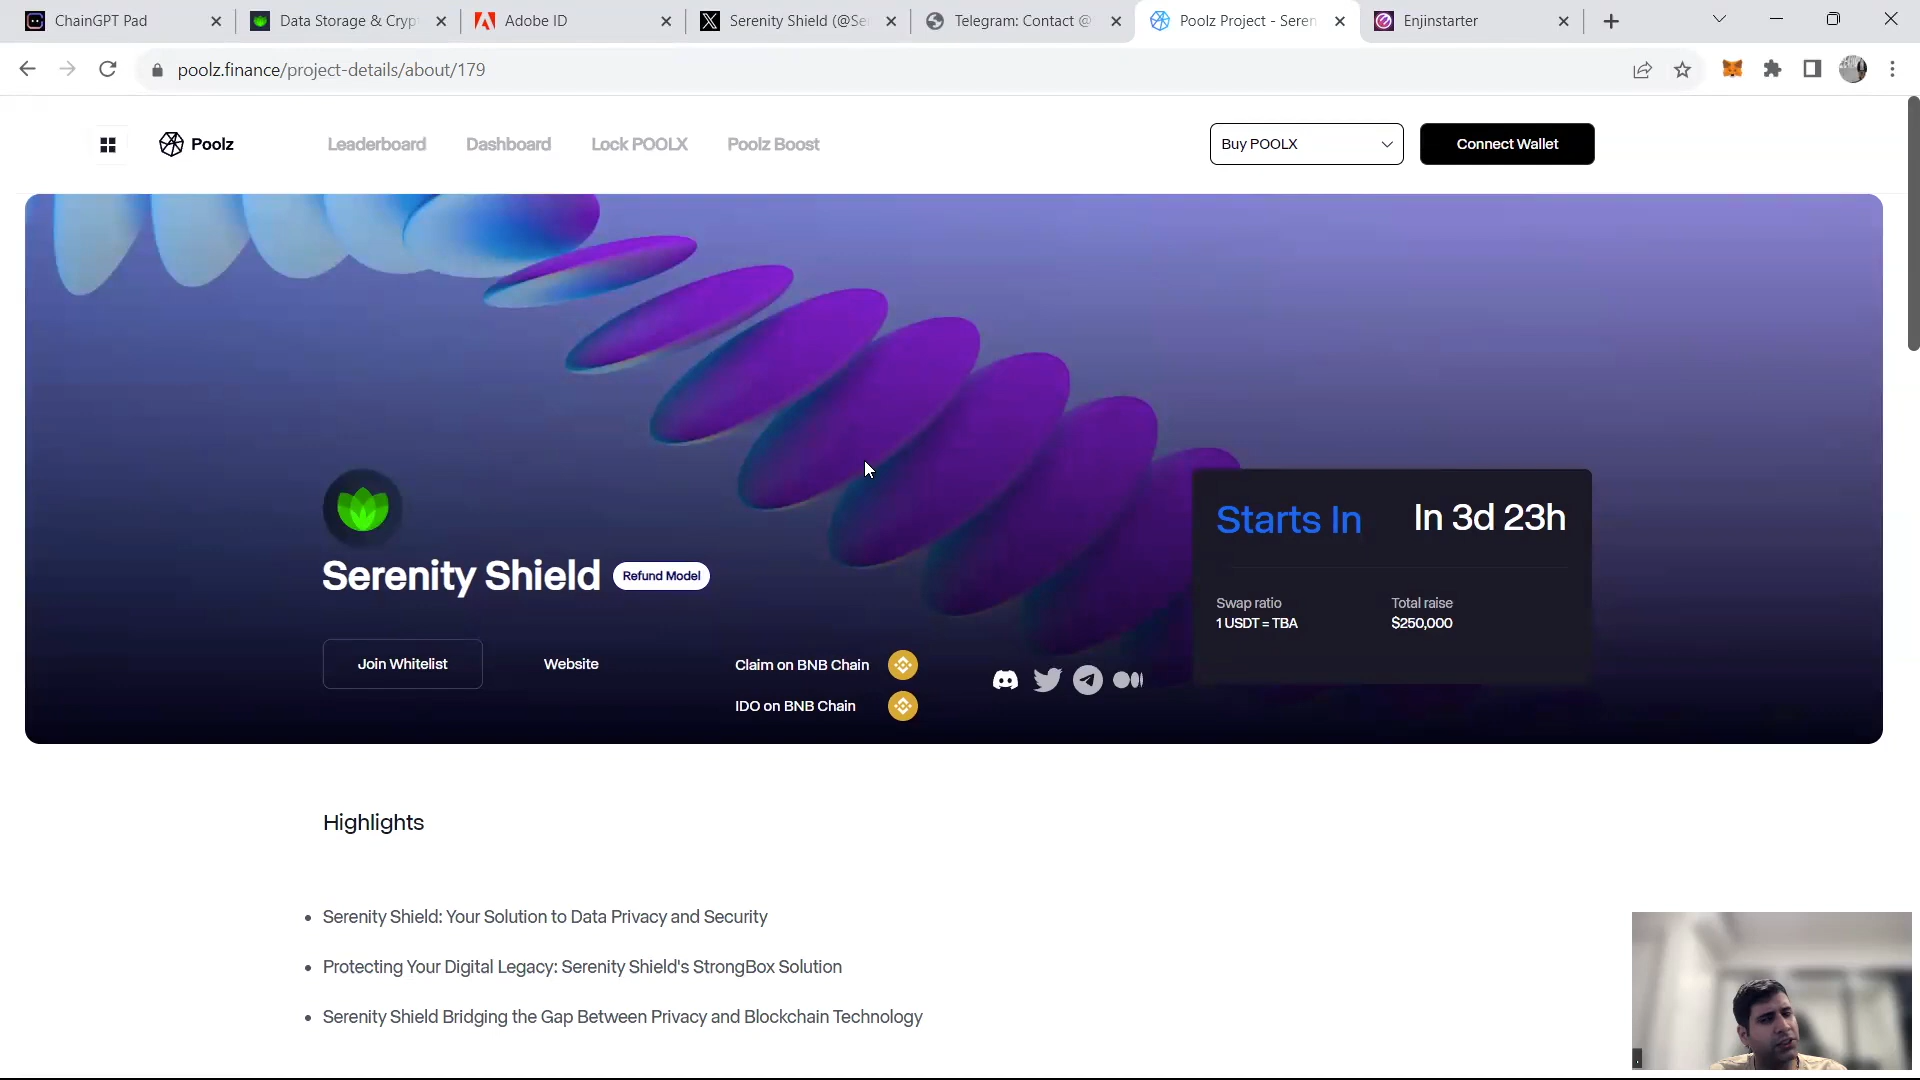 ChainGPT Pad
Data Storage & Cryp
Adobe ID
Serenity Shield (@Se
Telegram: Contact @
Poolz Project - Seren
Enjinstarter
poolz.finance/project-details/about/179
Poolz
Leaderboard
Dashboard
Lock POOLX
Poolz Boost
Buy POOLX
Connect Wallet
Starts In
In 3d 23h
Serenity Shield
Refund Model
Swap ratio
Total raise
1 USDT = TBA
$250,000
Join Whitelist
Website
Claim on BNB Chain
IDO on BNB Chain
Highlights
• Serenity Shield: Your Solution to Data Privacy and Security
• Protecting Your Digital Legacy: Serenity Shield's StrongBox Solution
• Serenity Shield Bridging the Gap Between Privacy and Blockchain Technology